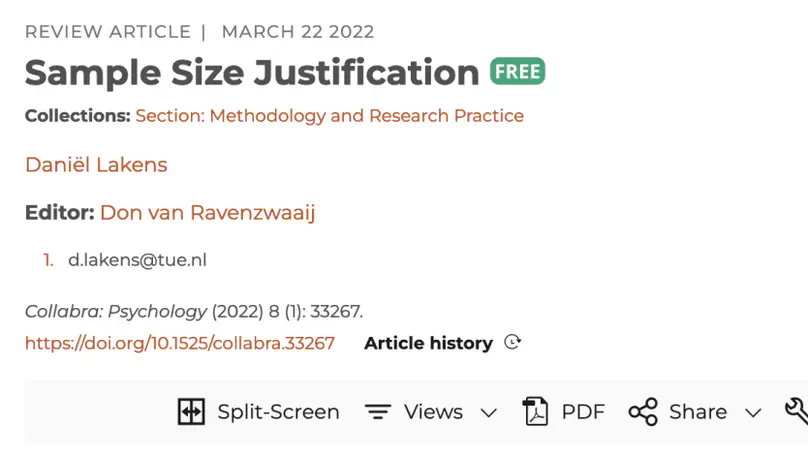 REVIEW ARTICLE | MARCH 22 2022
Sample Size Justification FREE
Collections: Section: Methodology and Research Practice
Daniël Lakens
Editor: Don van Ravenzwaaij
1. d.lakens@tue.nl
Collabra: Psychology (2022) 8 (1): 33267.
https://doi.org/10.1525/collabra.33267 Article history
Split-Screen Views PDF Share